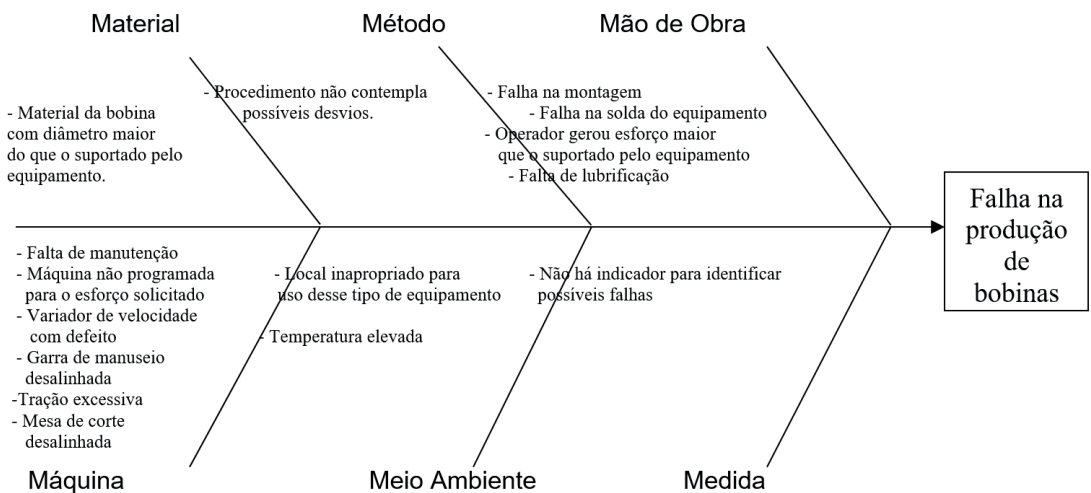 Material
Método
Mão de Obra
- Procedimento não contempla
possíveis desvios.
- Material da bobina
com diâmetro maior
do que o suportado pelo
equipamento.
- Falha na montagem
- Falha na solda do equipamento
- Operador gerou esforço maior
que o suportado pelo equipamento
- Falta de lubrificação
Falha na
produção
de
bobinas
- Falta de manutenção
- Máquina não programada
para o esforço solicitado
- Variador de velocidade
com defeito
- Garra de manuseio
desalinhada
-Tração excessiva
- Mesa de corte
desalinhada
- Local inapropriado para
uso desse tipo de equipamento
- Temperatura elevada
- Não há indicador para identificar
possíveis falhas
Máquina
Meio Ambiente
Medida